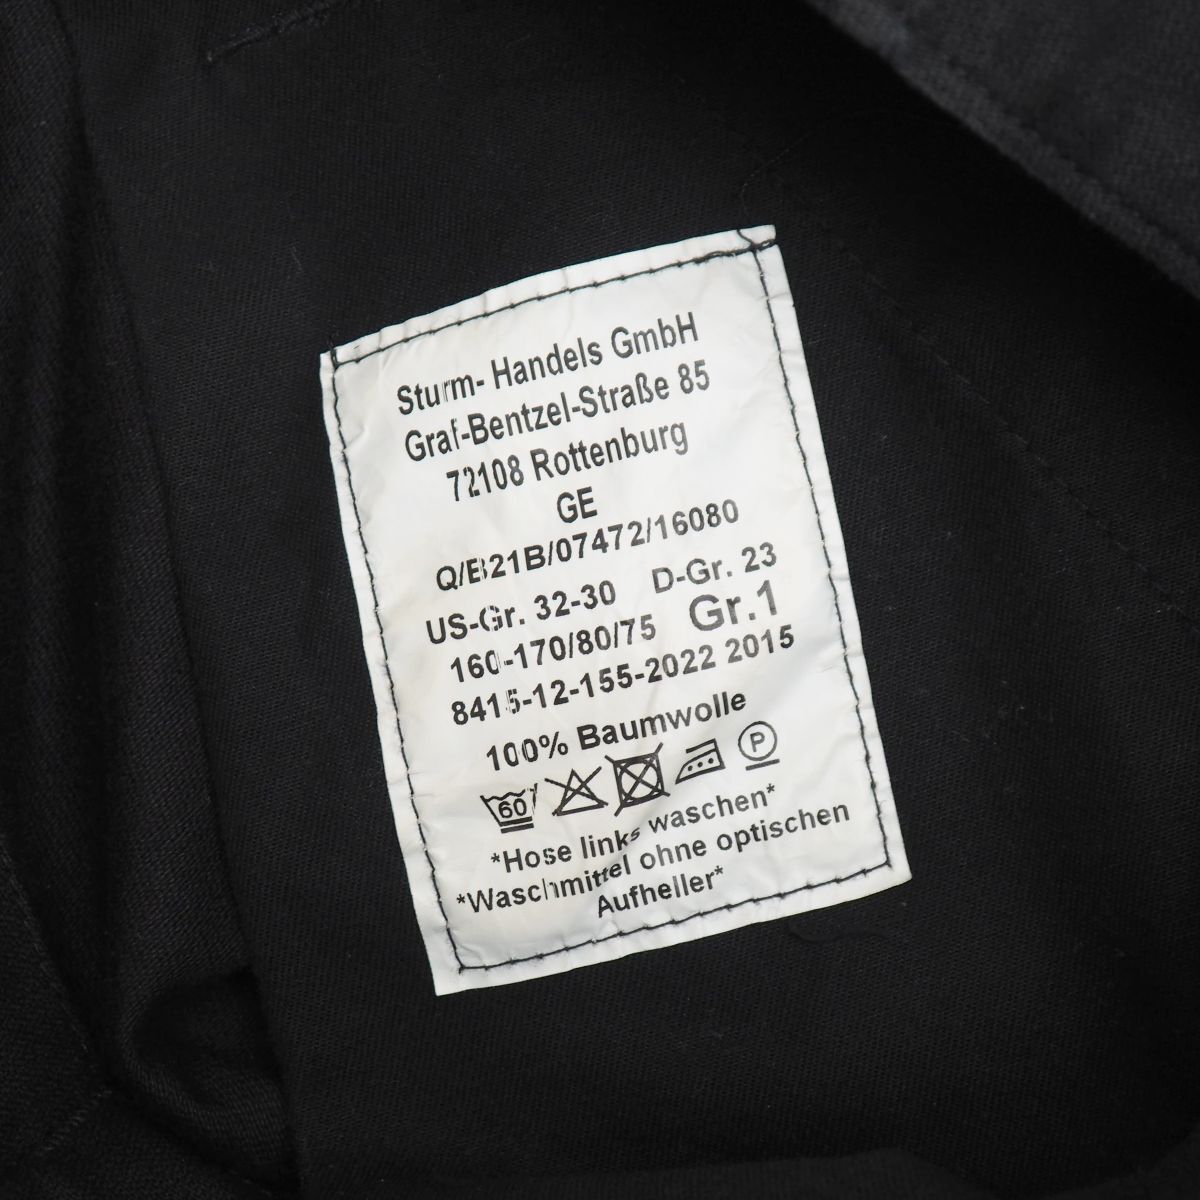 Sturm- Handels GmbH
Graf-Bentzel-Straße 85
72108 Rottenburg
GE
Q/B21B/07472/16080
US-Gr. 32-30 D-Gr. 23
160-170/80/75 Gr.1
8415-12-155-2022 2015
100% Baumwolle
60 P
*Hose links waschen*
*Waschmittel ohne optischen
Aufheller*